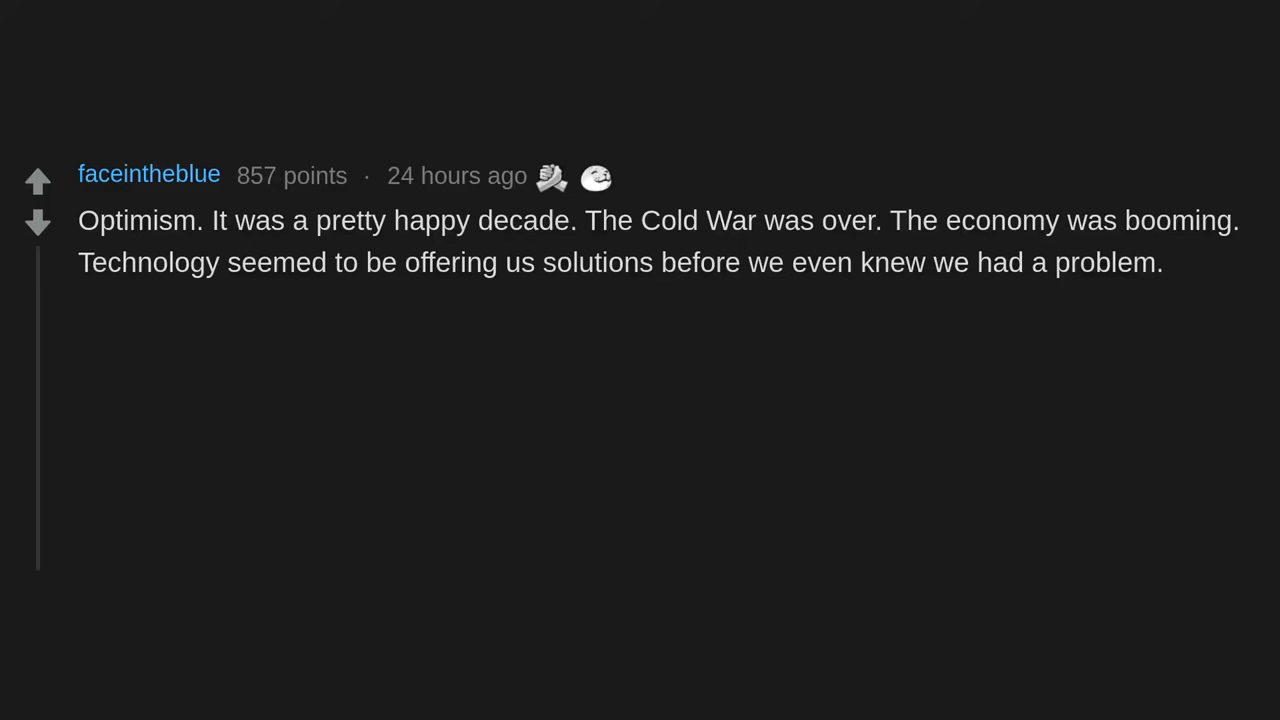 faceintheblue 857 points · 24 hours ago
Optimism. It was a pretty happy decade. The Cold War was over. The economy was booming.
Technology seemed to be offering us solutions before we even knew we had a problem.